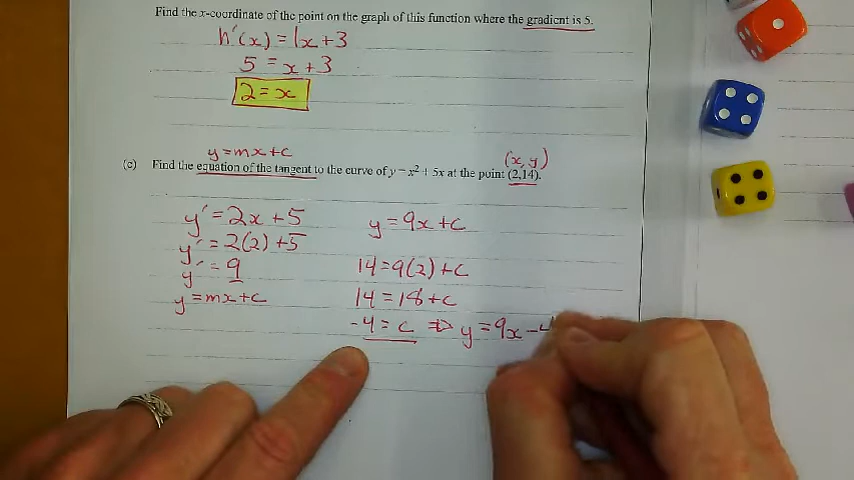 Find the x-coordinate of the point on the graph of this function where the gradient is 5.
h'(x) = 1x + 3
5 = x + 3
2 = x
y = mx + c
(x, y)
(c) Find the equation of the tangent to the curve of y = x² + 5x at the point (2,14).
y' = 2x + 5
y' = 2(2) + 5
y' = 9
y = mx + c
y = 9x + c
14 = 9(2) + c
14 = 18 + c
-4 = c ⇒ y = 9x - 4